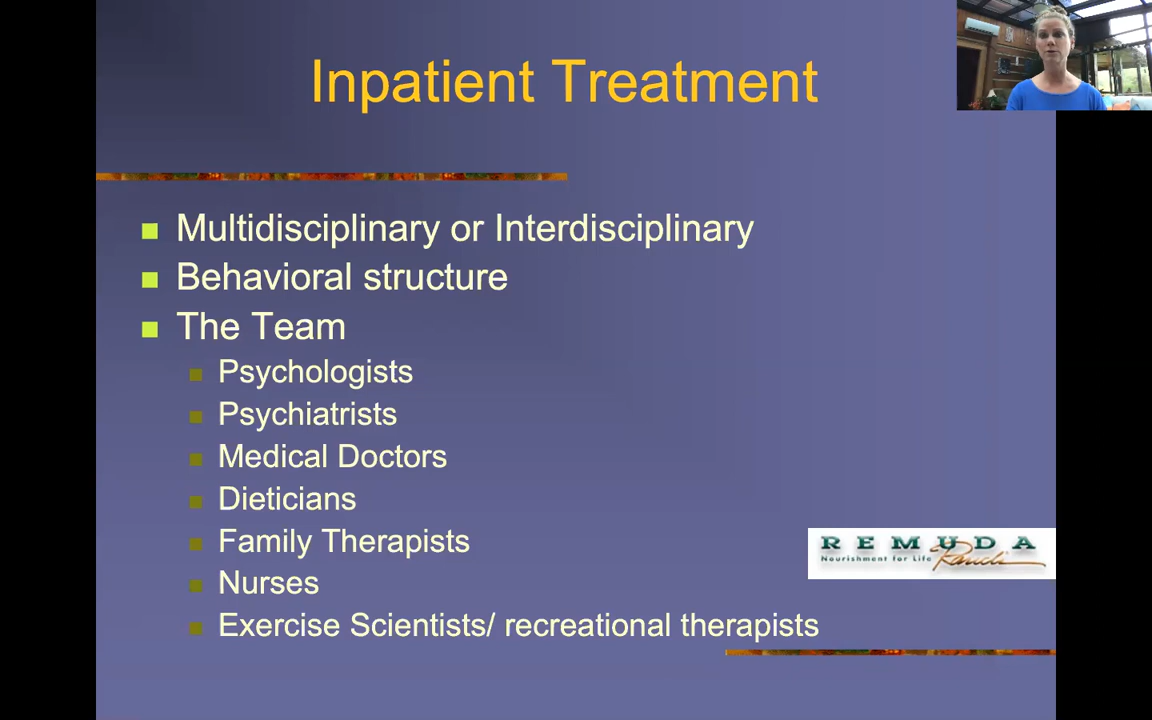 Inpatient Treatment
Multidisciplinary or Interdisciplinary
Behavioral structure
The Team
Psychologists
Psychiatrists
Medical Doctors
Dieticians
Family Therapists
Nurses
Exercise Scientists/ recreational therapists
REMUDA
Nourishment for Life Ranch